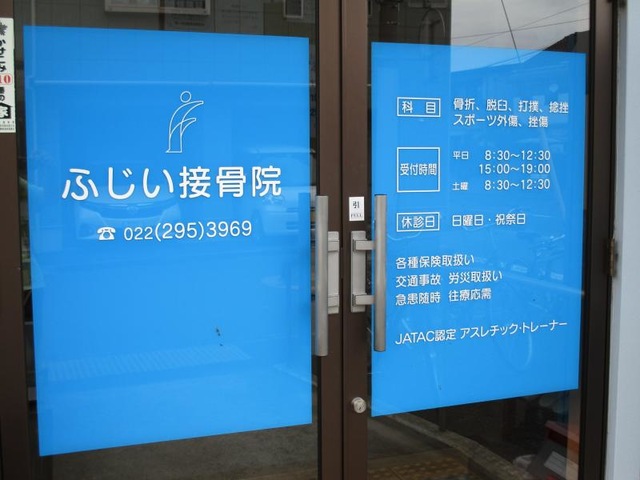 ふじい接骨院
☎ 022(295)3969
科目 骨折、脱臼、打撲、捻挫
スポーツ外傷、挫傷
受付時間 平日 8:30～12:30
15:00～19:00
土曜 8:30～12:30
休診日 日曜日・祝祭日
各種保険取扱い
交通事故 労災取扱い
急患随時 往療応需
JATAC認定 アスレチック・トレーナー
引